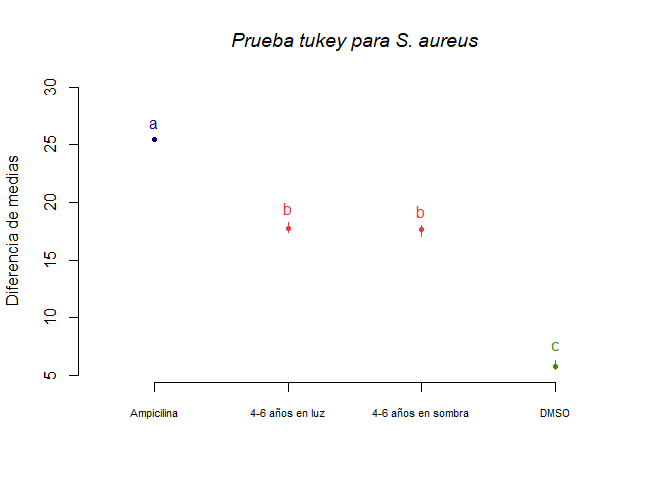 Prueba tukey para S. aureus
Diferencia de medias
30
25
20
15
10
5
a
b
b
c
Ampicilina
4-6 años en luz
4-6 años en sombra
DMSO